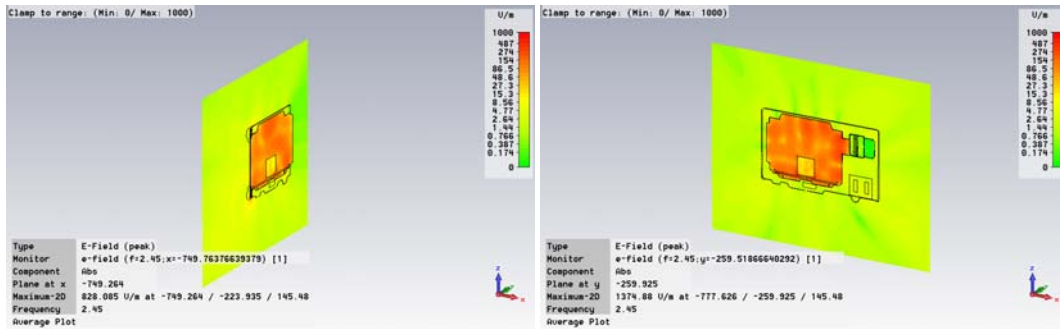 Clamp to range: (Min: 0/ Max: 1000)
U/m
1000
487
274
154
86.5
48.6
27.3
15.3
8.56
4.77
2.64
1.44
0.766
0.387
0.174
0
Type E-Field (peak)
Monitor e-field (f=2.45;x=-749.76376639379) [1]
Component Abs
Plane at x -749.264
Maximum-2D 828.085 U/m at -749.264 / -223.935 / 145.48
Frequency 2.45
Average Plot
z
x
Clamp to range: (Min: 0/ Max: 1000)
U/m
1000
487
274
154
86.5
48.6
27.3
15.3
8.56
4.77
2.64
1.44
0.766
0.387
0.174
0
Type E-Field (peak)
Monitor e-field (f=2.45;y=-259.51866640292) [1]
Component Abs
Plane at y -259.925
Maximum-2D 1374.88 U/m at -777.626 / -259.925 / 145.48
Frequency 2.45
Average Plot
z
x